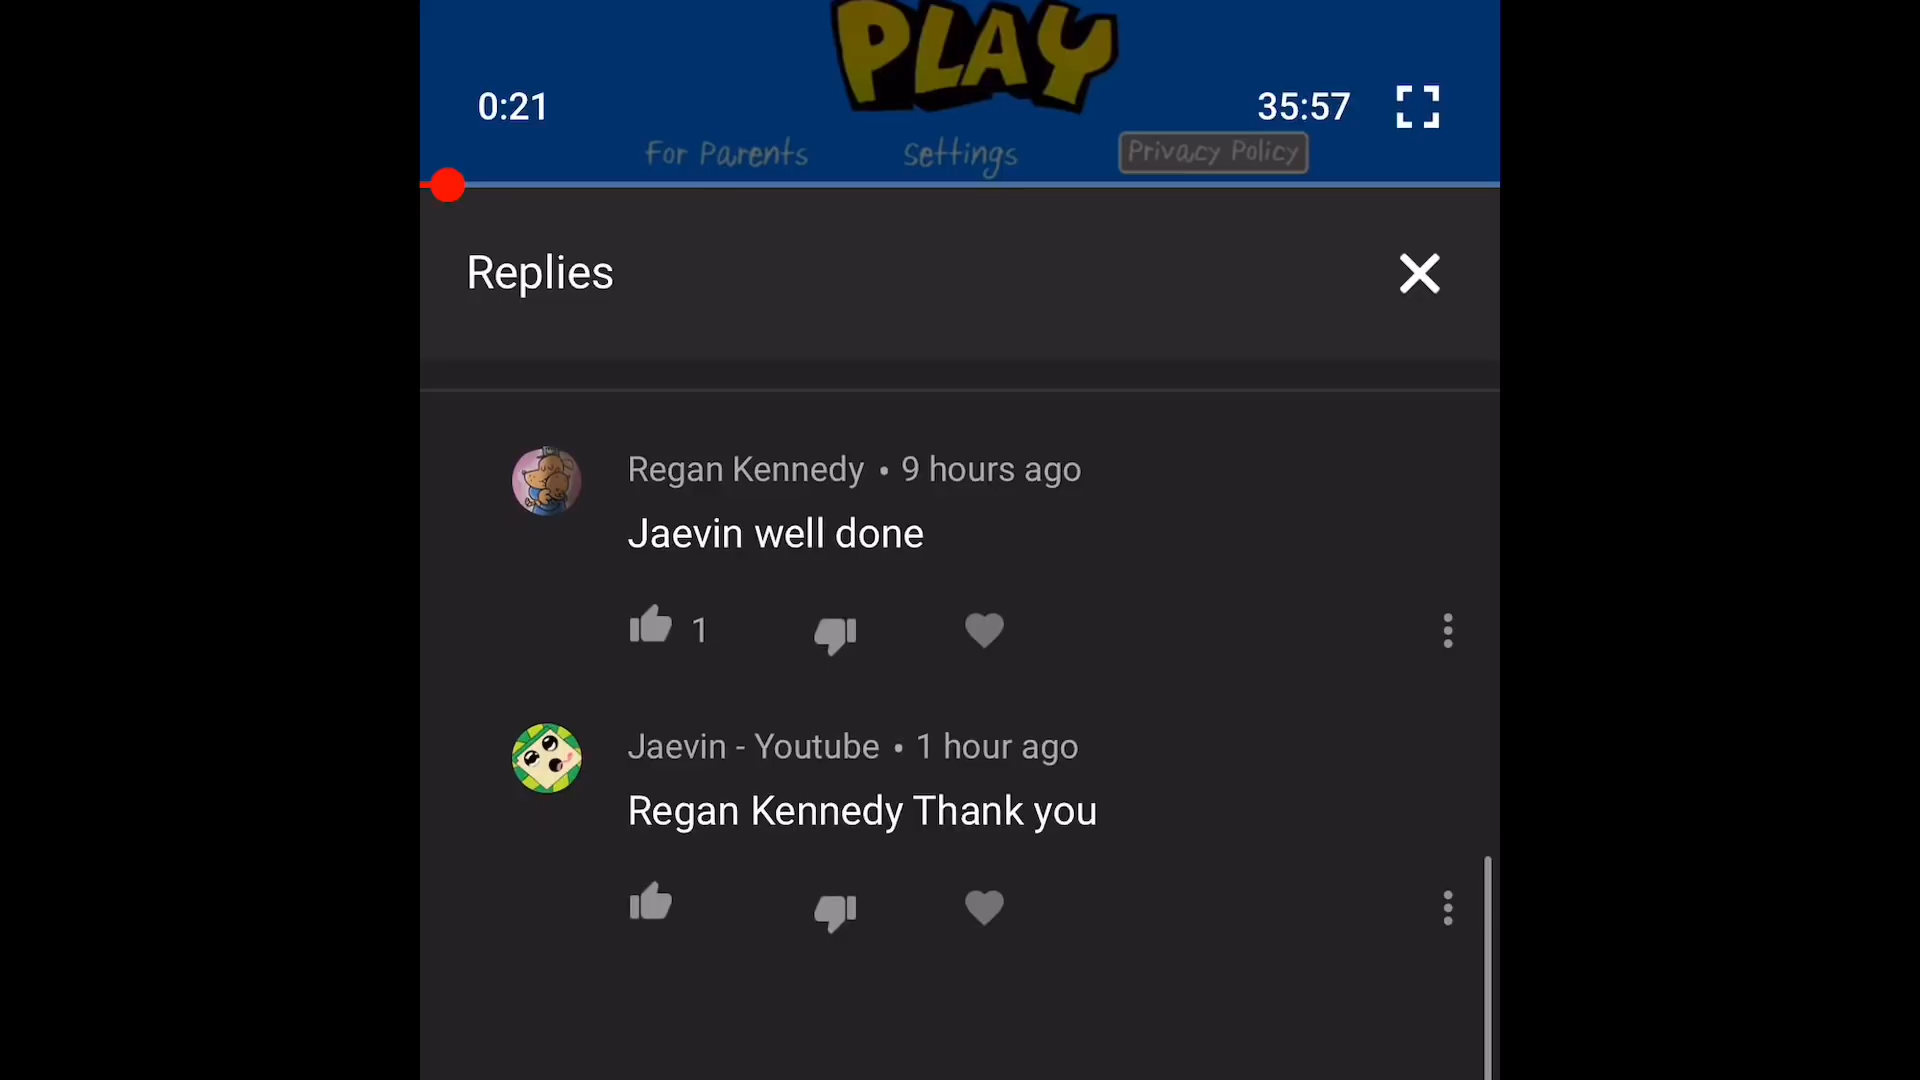 PLAY
0:21 35:57
For Parents Settings Privacy Policy
Replies
Regan Kennedy • 9 hours ago
Jaevin well done
1
Jaevin - Youtube • 1 hour ago
Regan Kennedy Thank you